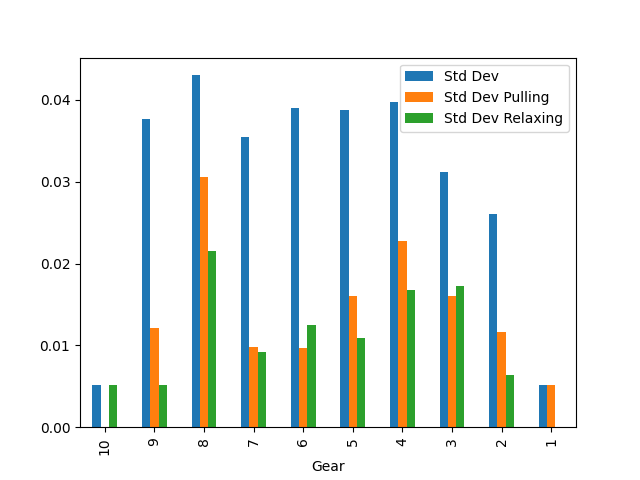 Std Dev
Std Dev Pulling
Std Dev Relaxing
0.04
0.03
0.02
0.01
0.00
10 9 8 7 6 5 4 3 2 1
Gear